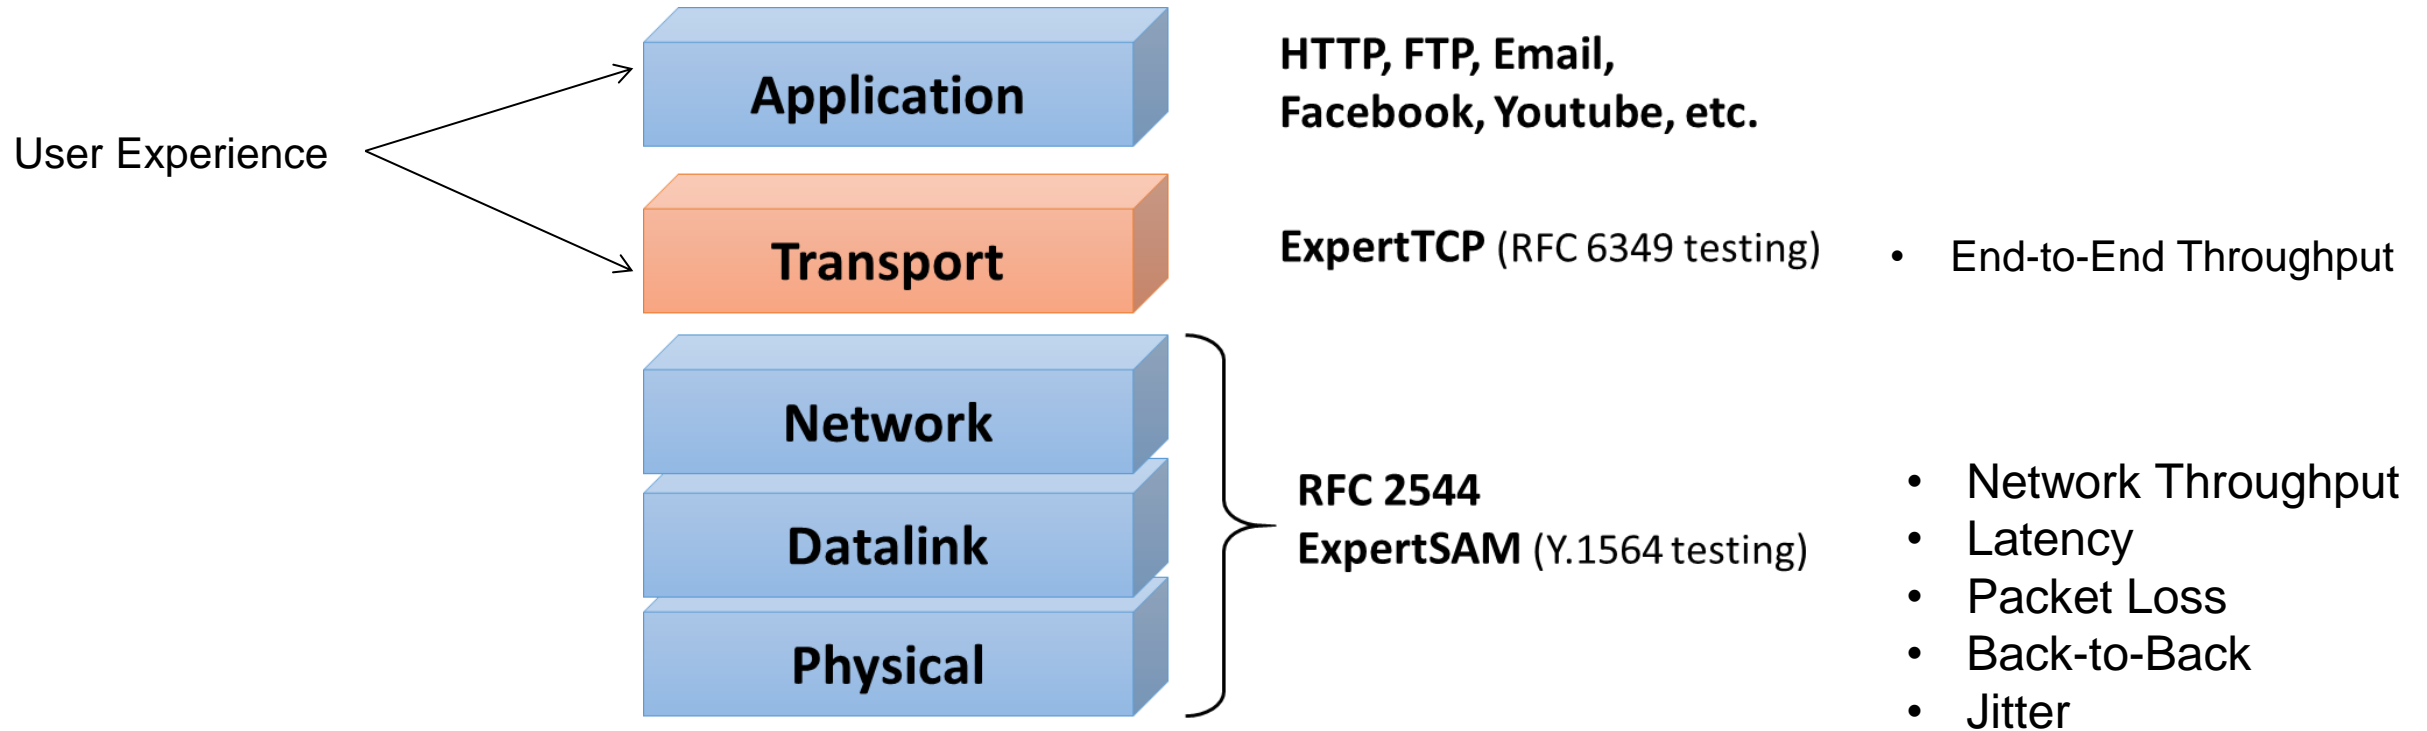 User Experience
Application
HTTP, FTP, Email,
Facebook, Youtube, etc.
Transport
ExpertTCP (RFC 6349 testing)
• End-to-End Throughput
Network
Datalink
Physical
RFC 2544
ExpertSAM (Y.1564 testing)
• Network Throughput
• Latency
• Packet Loss
• Back-to-Back
• Jitter